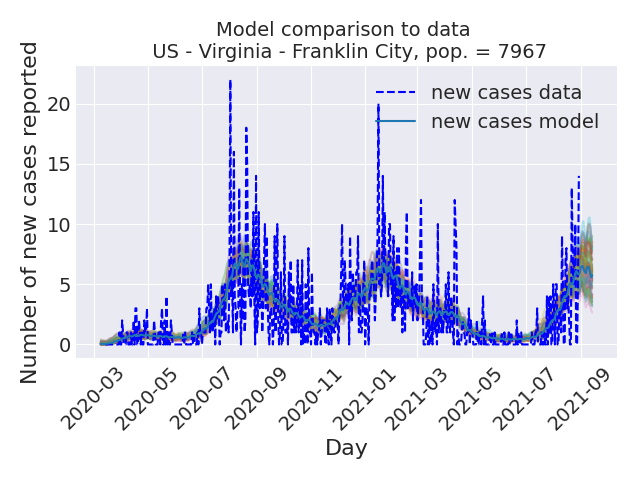 Model comparison to data
US - Virginia - Franklin City, pop. = 7967
Number of new cases reported
20
15
10
5
0
new cases data
new cases model
2020-03
2020-05
2020-07
2020-09
2020-11
2021-01
2021-03
2021-05
2021-07
2021-09
Day